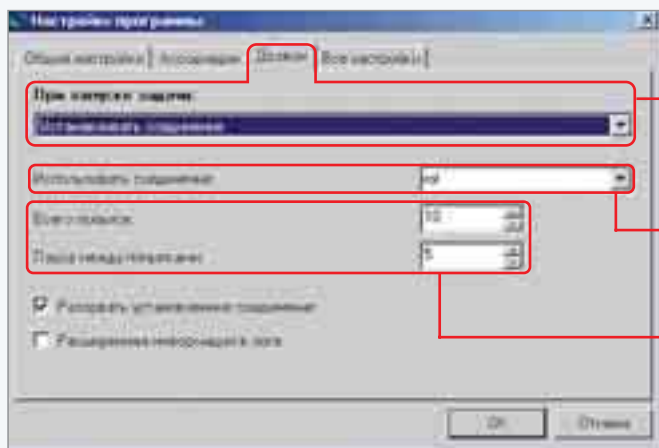 Настройки программы
Общие настройки Ассоциации Дозвон Все настройки
При запуске задачи:
Устанавливать соединение
Использовать соединение: vol
Всего попыток: 10
Пауза между попытками: 5
Разорвать установленное соединение
Расширенная информация в логе
OK Отмена